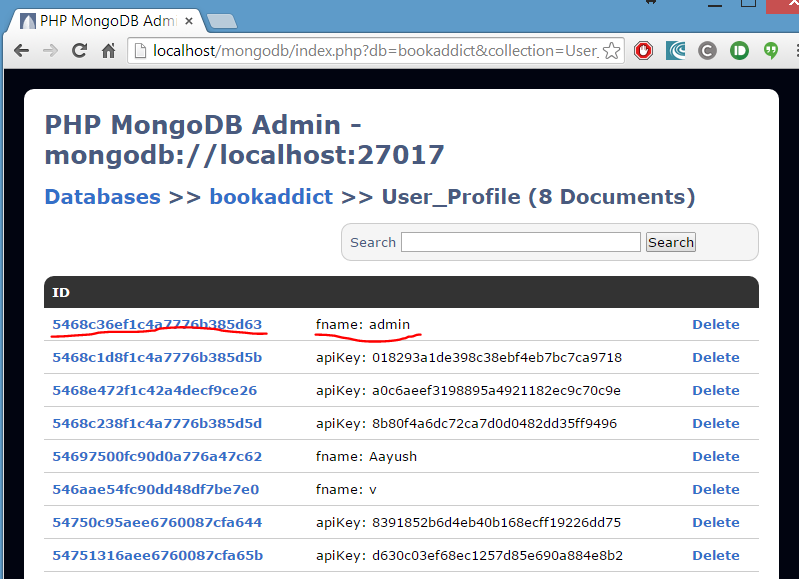 PHP MongoDB Admi
localhost/mongodb/index.php?db=bookaddict&collection=User_
PHP MongoDB Admin -
mongodb://localhost:27017
Databases >> bookaddict >> User_Profile (8 Documents)
Search Search
ID
5468c36ef1c4a7776b385d63 fname: admin Delete
5468c1d8f1c4a7776b385d5b apiKey: 018293a1de398c38ebf4eb7bc7ca9718 Delete
5468e472f1c42a4decf9ce26 apiKey: a0c6aeef3198895a4921182ec9c70c9e Delete
5468c238f1c4a7776b385d5d apiKey: 8b80f4a6dc72ca7d0d0482dd35ff9496 Delete
54697500fc90d0a776a47c62 fname: Aayush Delete
546aae54fc90dd48df7be7e0 fname: v Delete
54750c95aee6760087cfa644 apiKey: 8391852b6d4eb40b168ecff19226dd75 Delete
54751316aee6760087cfa65b apiKey: d630c03ef68ec1257d85e690a884e8b2 Delete